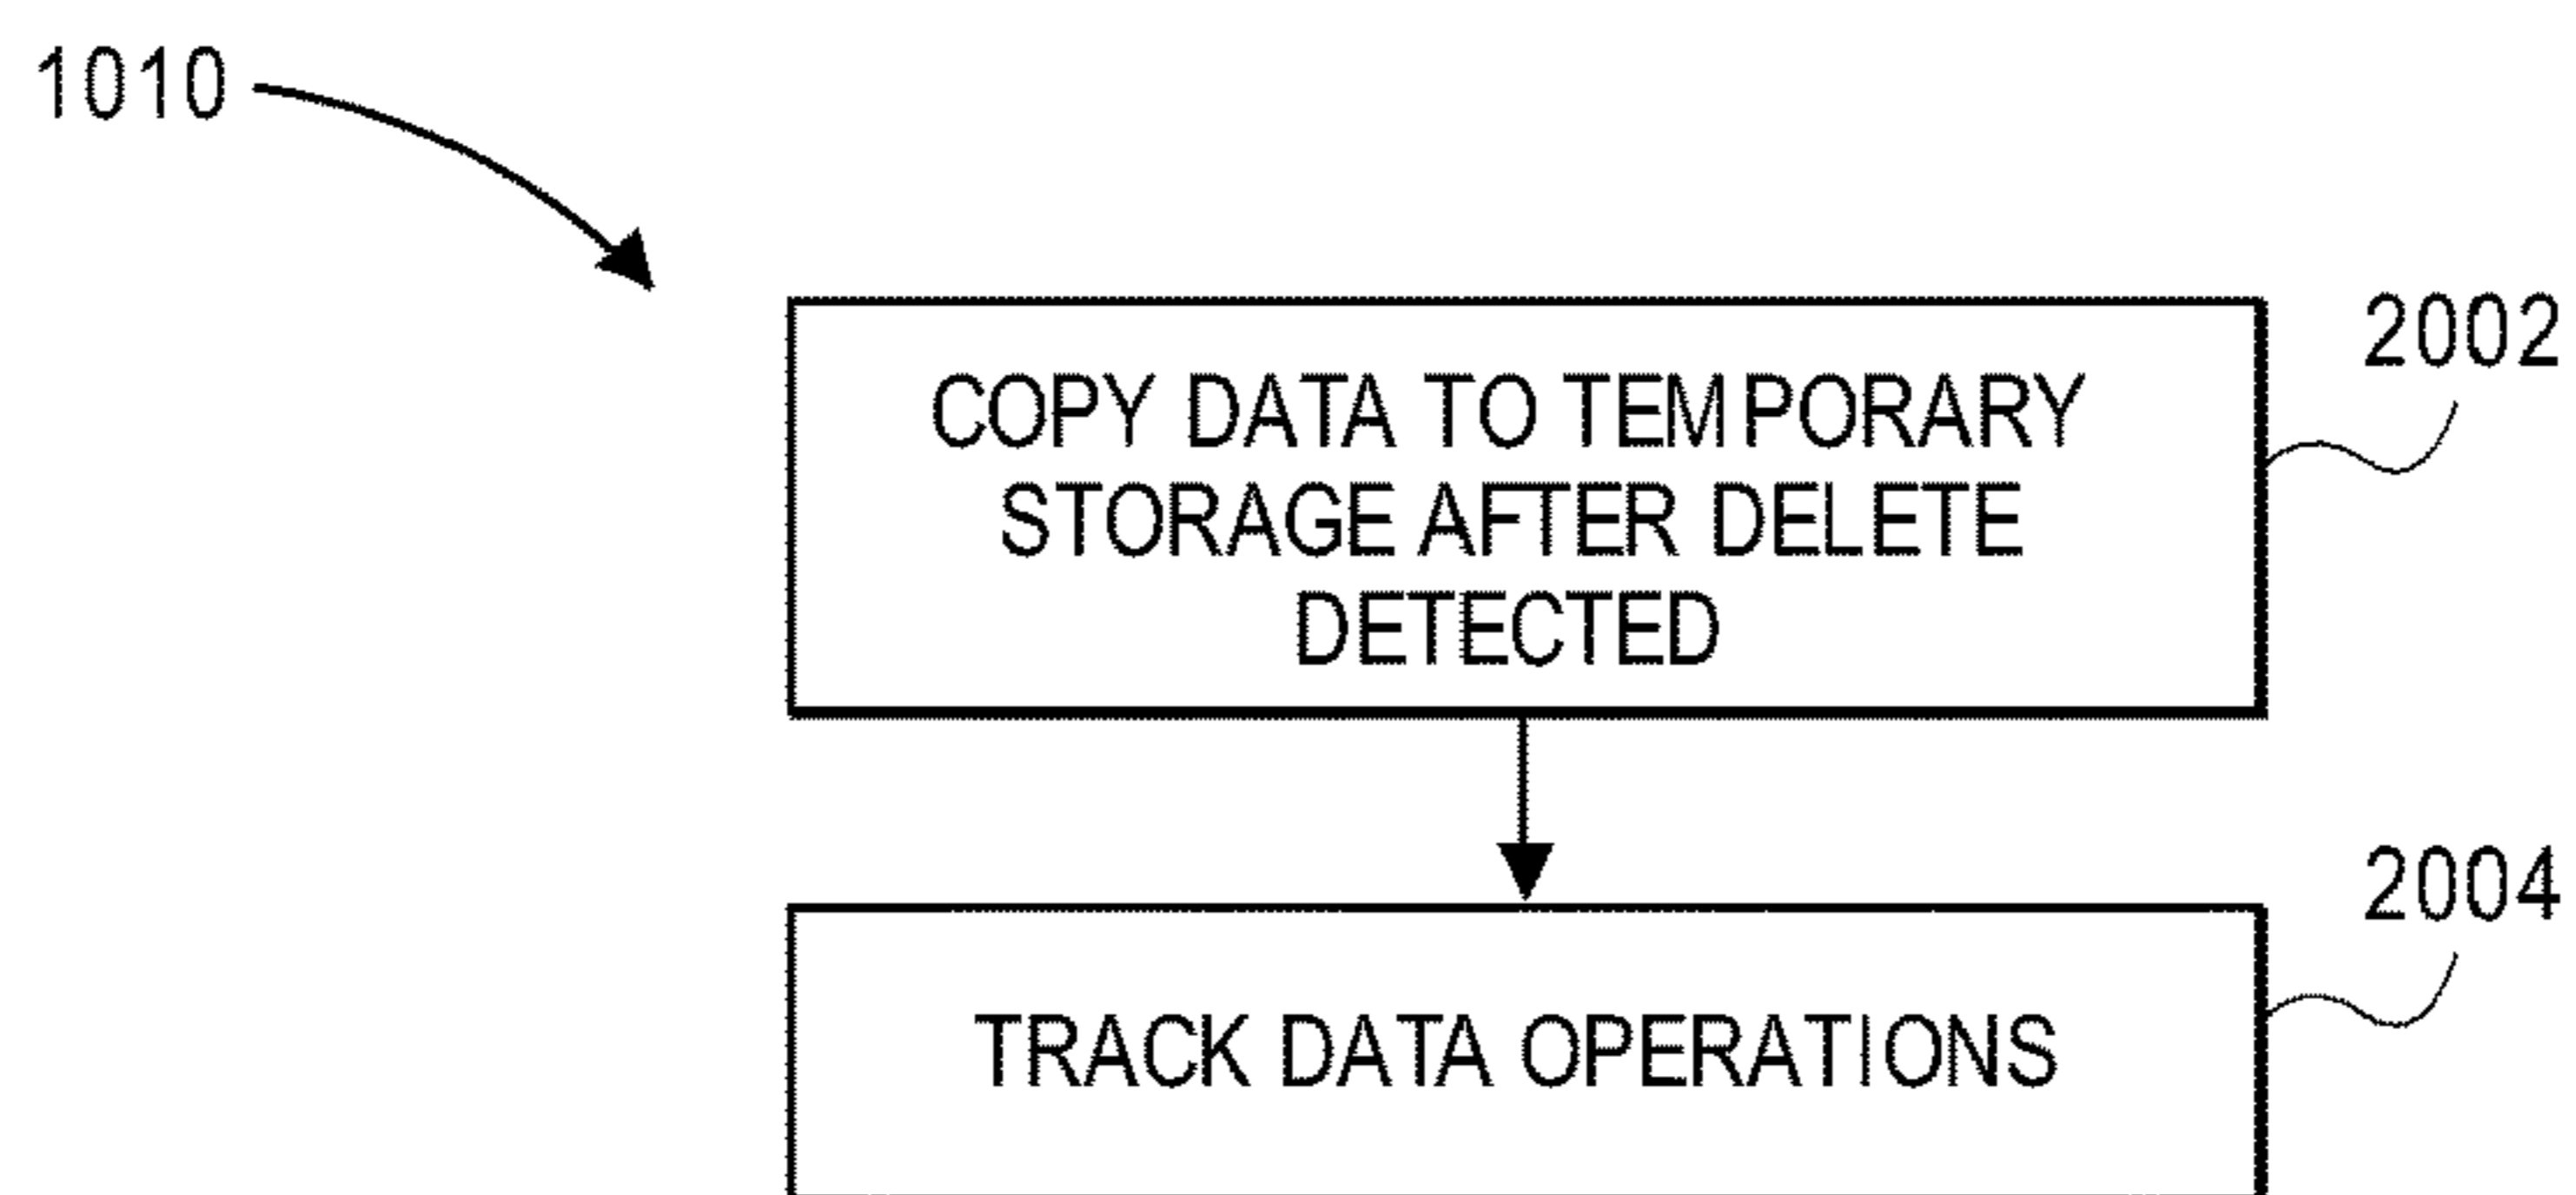 1010
2002
COPY DATA TO TEMPORARY
STORAGE AFTER DELETE
DETECTED
2004
TRACK DATA OPERATIONS